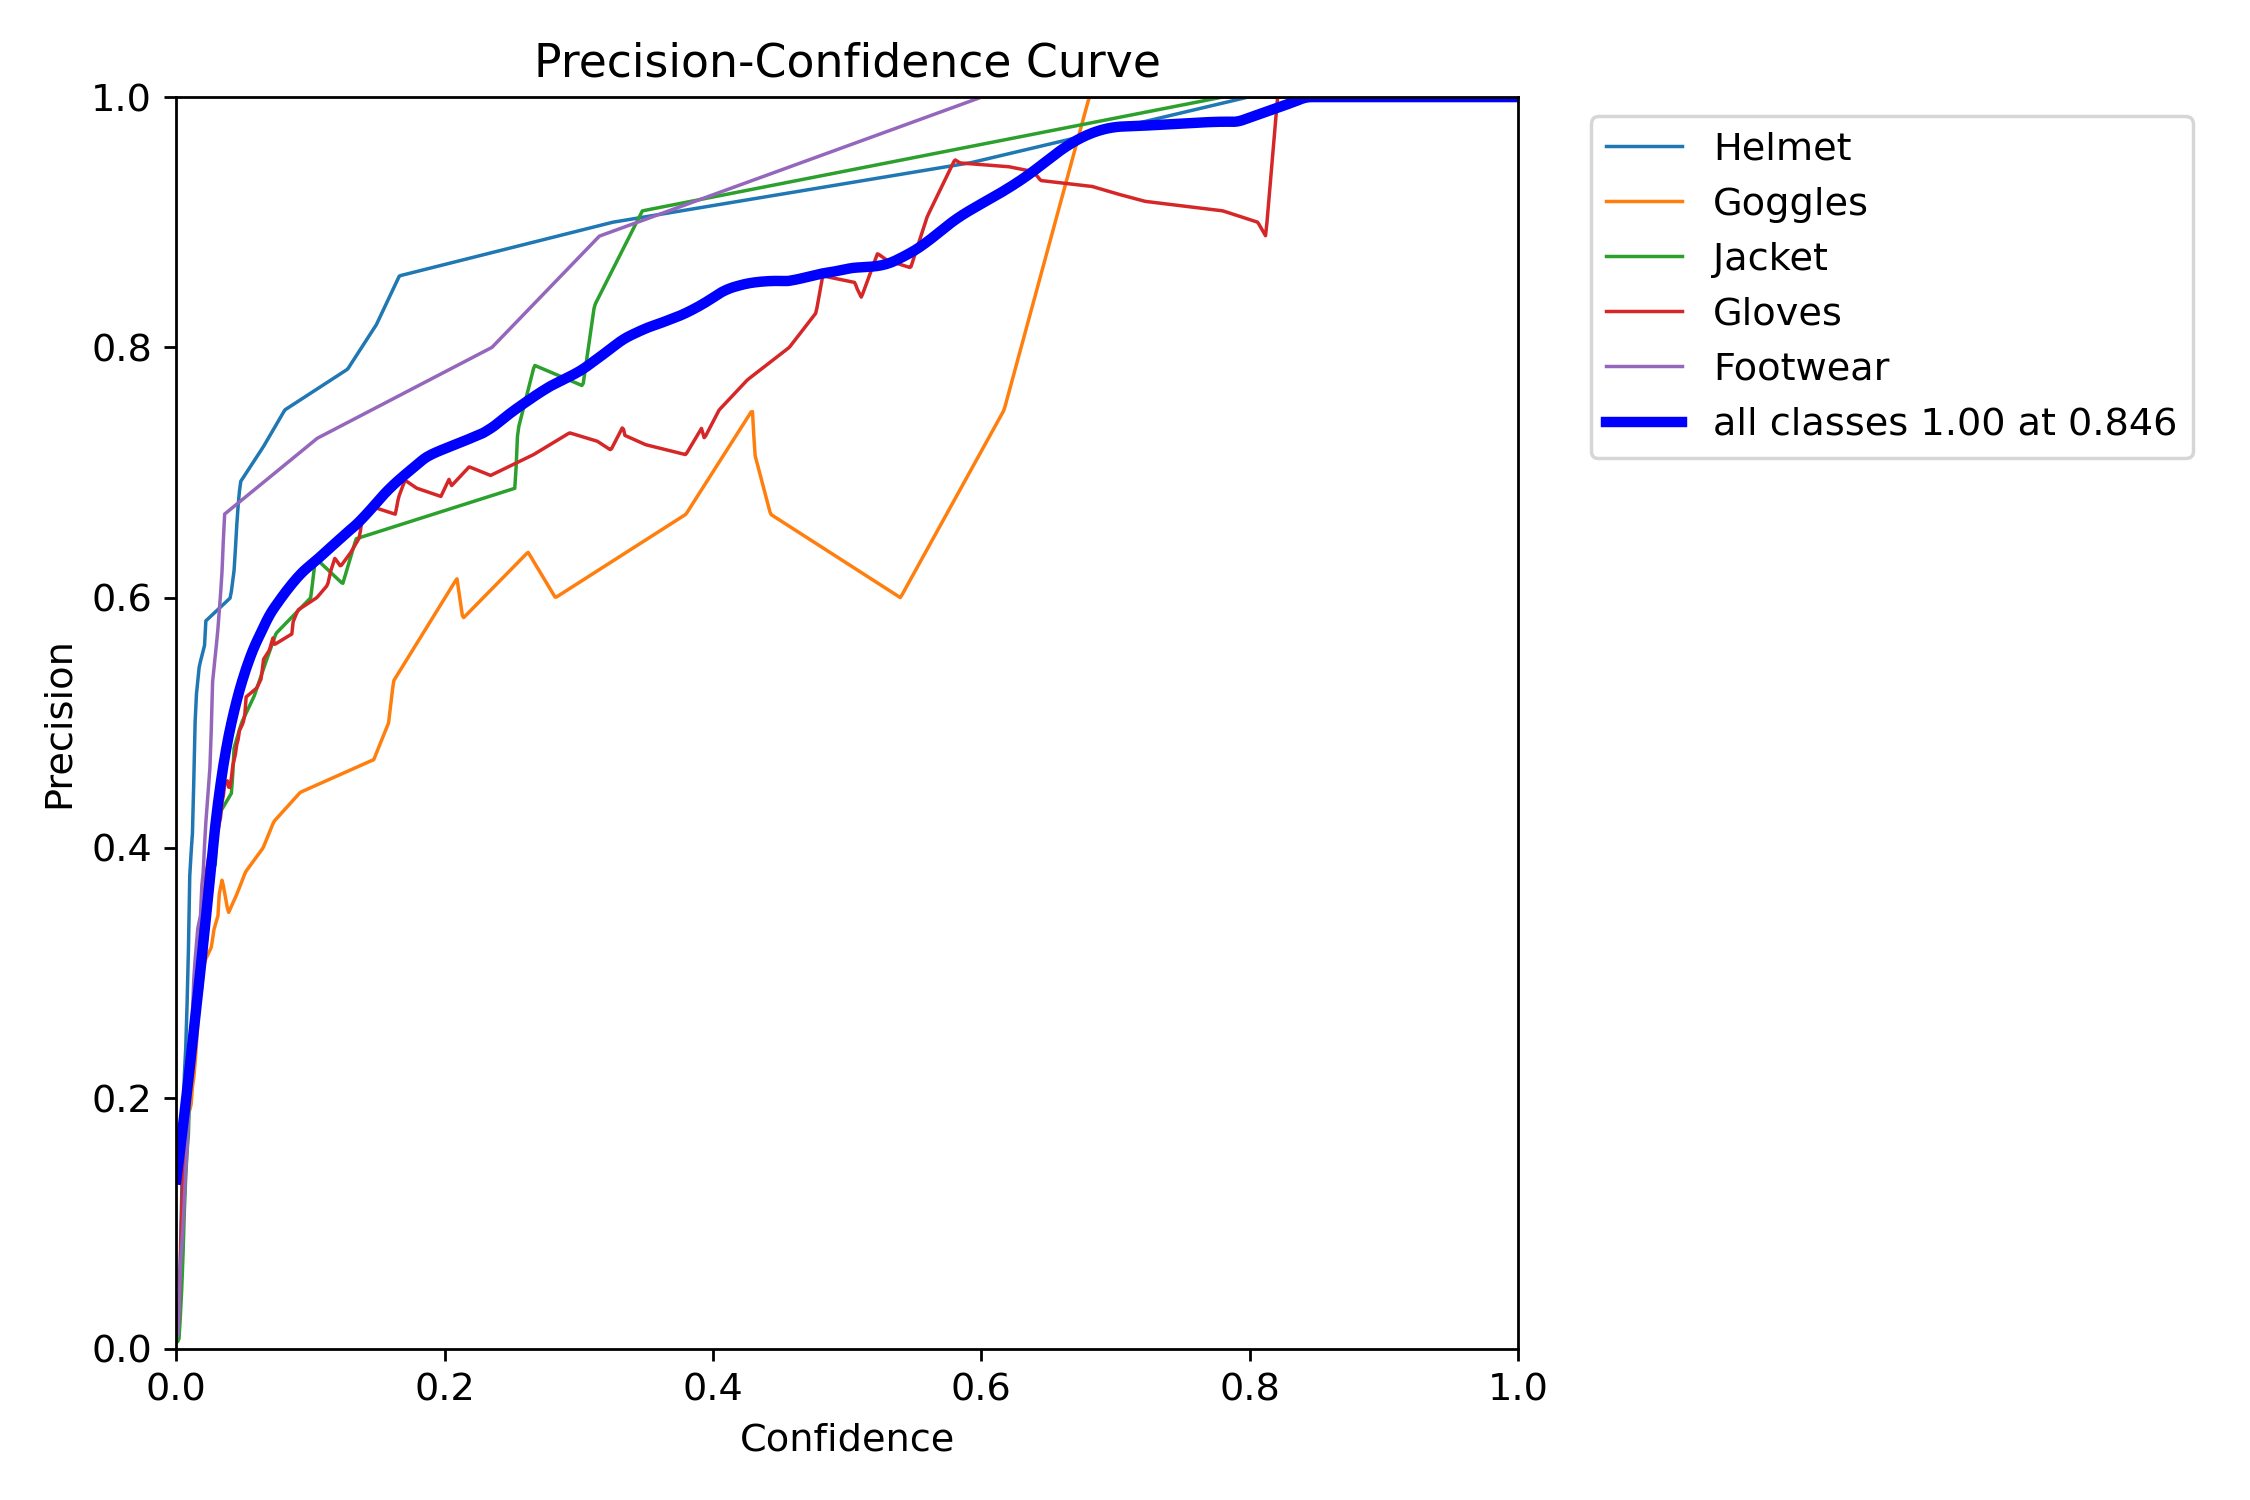 Precision-Confidence Curve
1.0
0.8
0.6
0.4
0.2
0.0
Precision
0.0 0.2 0.4 0.6 0.8 1.0
Confidence
Helmet
Goggles
Jacket
Gloves
Footwear
all classes 1.00 at 0.846